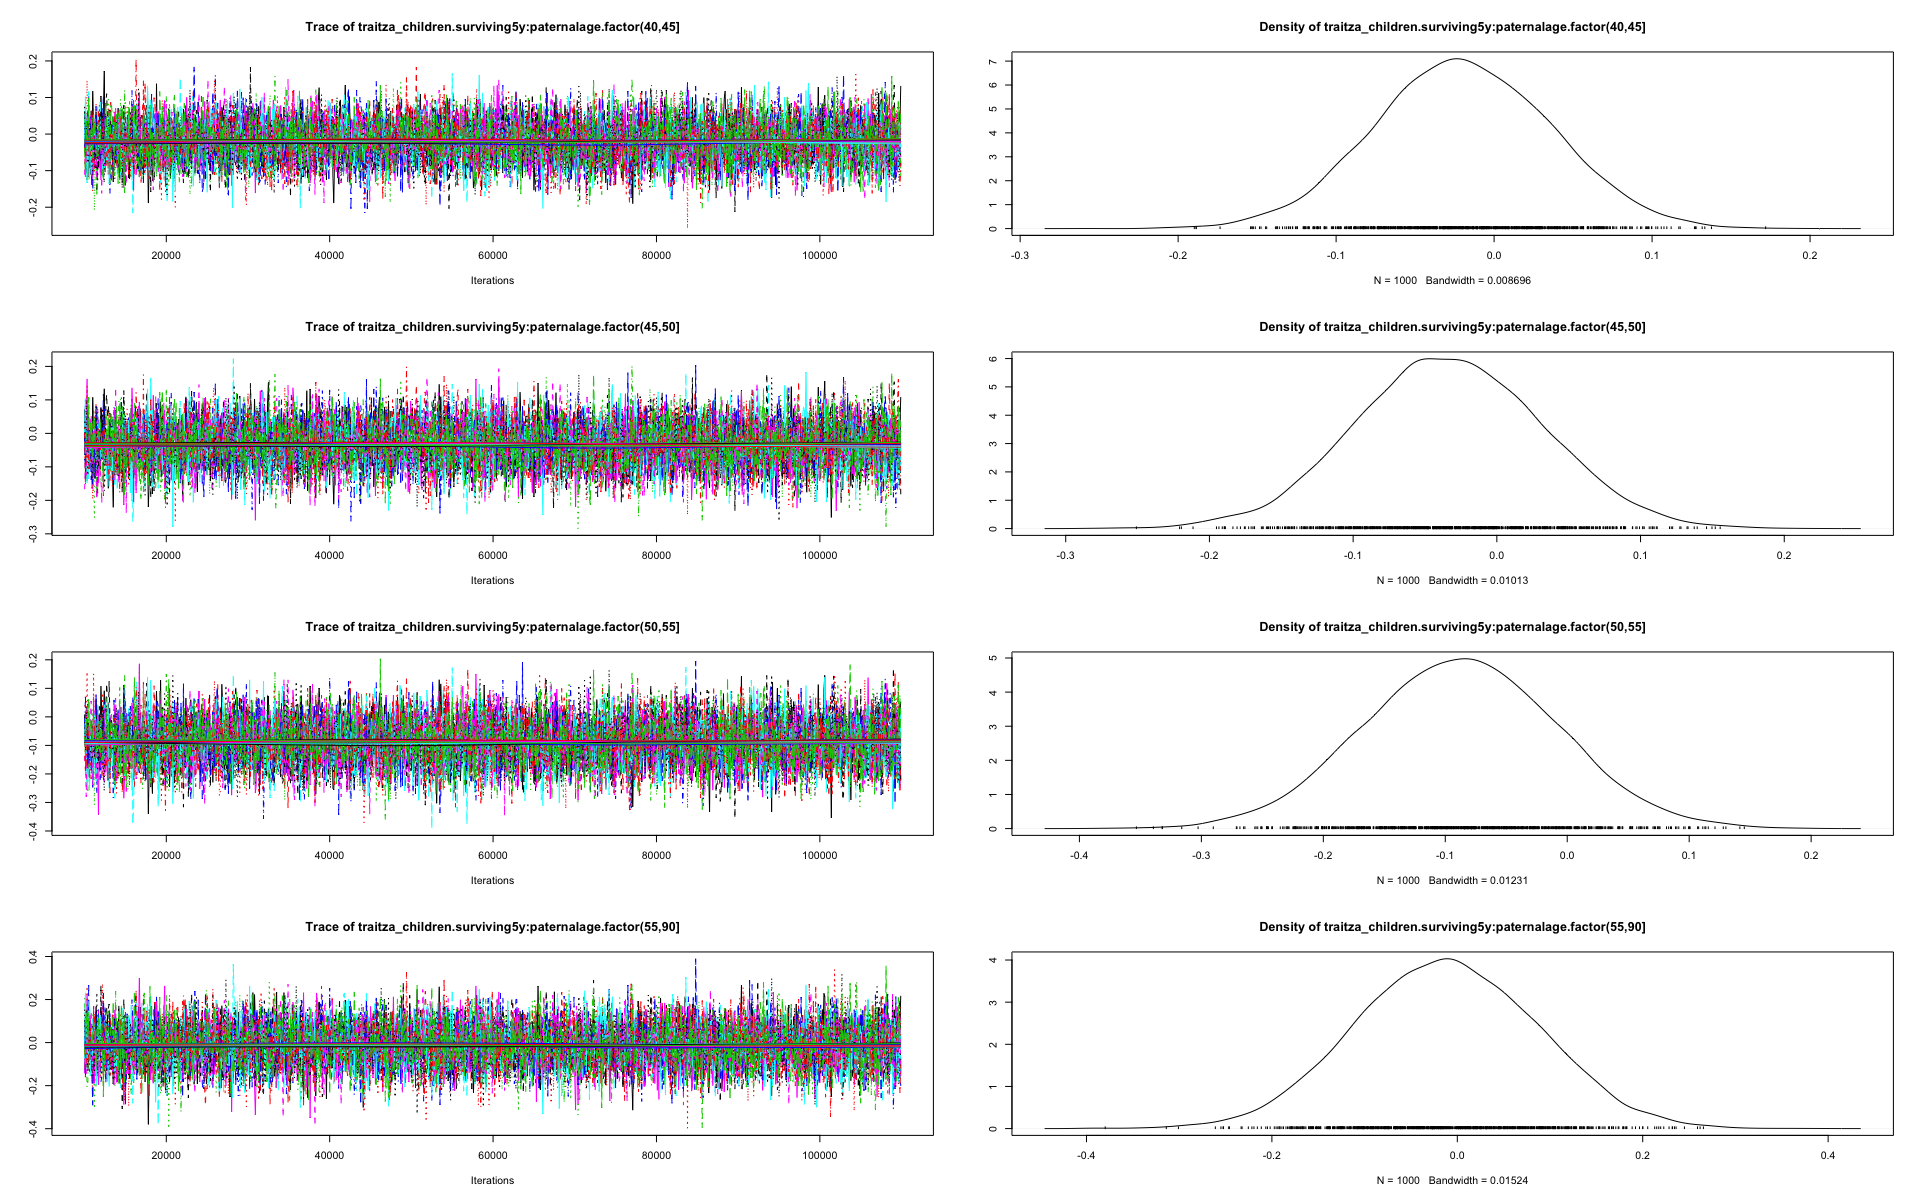 Trace of traitza_children.surviving5y:paternalage.factor(40,45]
0.2
0.1
0.0
-0.1
-0.2
20000 40000 60000 80000 100000
Iterations
Density of traitza_children.surviving5y:paternalage.factor(40,45]
7
6
5
4
3
2
1
0
-0.3 -0.2 -0.1 0.0 0.1 0.2
N = 1000 Bandwidth = 0.008696
Trace of traitza_children.surviving5y:paternalage.factor(45,50]
0.2
0.1
0.0
-0.1
-0.2
-0.3
20000 40000 60000 80000 100000
Iterations
Density of traitza_children.surviving5y:paternalage.factor(45,50]
6
5
4
3
2
1
0
-0.3 -0.2 -0.1 0.0 0.1 0.2
N = 1000 Bandwidth = 0.01013
Trace of traitza_children.surviving5y:paternalage.factor(50,55]
0.2
0.1
0.0
-0.1
-0.2
-0.3
-0.4
20000 40000 60000 80000 100000
Iterations
Density of traitza_children.surviving5y:paternalage.factor(50,55]
5
4
3
2
1
0
-0.4 -0.3 -0.2 -0.1 0.0 0.1 0.2
N = 1000 Bandwidth = 0.01231
Trace of traitza_children.surviving5y:paternalage.factor(55,90]
0.4
0.2
0.0
-0.2
-0.4
20000 40000 60000 80000 100000
Iterations
Density of traitza_children.surviving5y:paternalage.factor(55,90]
4
3
2
1
0
-0.4 -0.2 0.0 0.2 0.4
N = 1000 Bandwidth = 0.01524